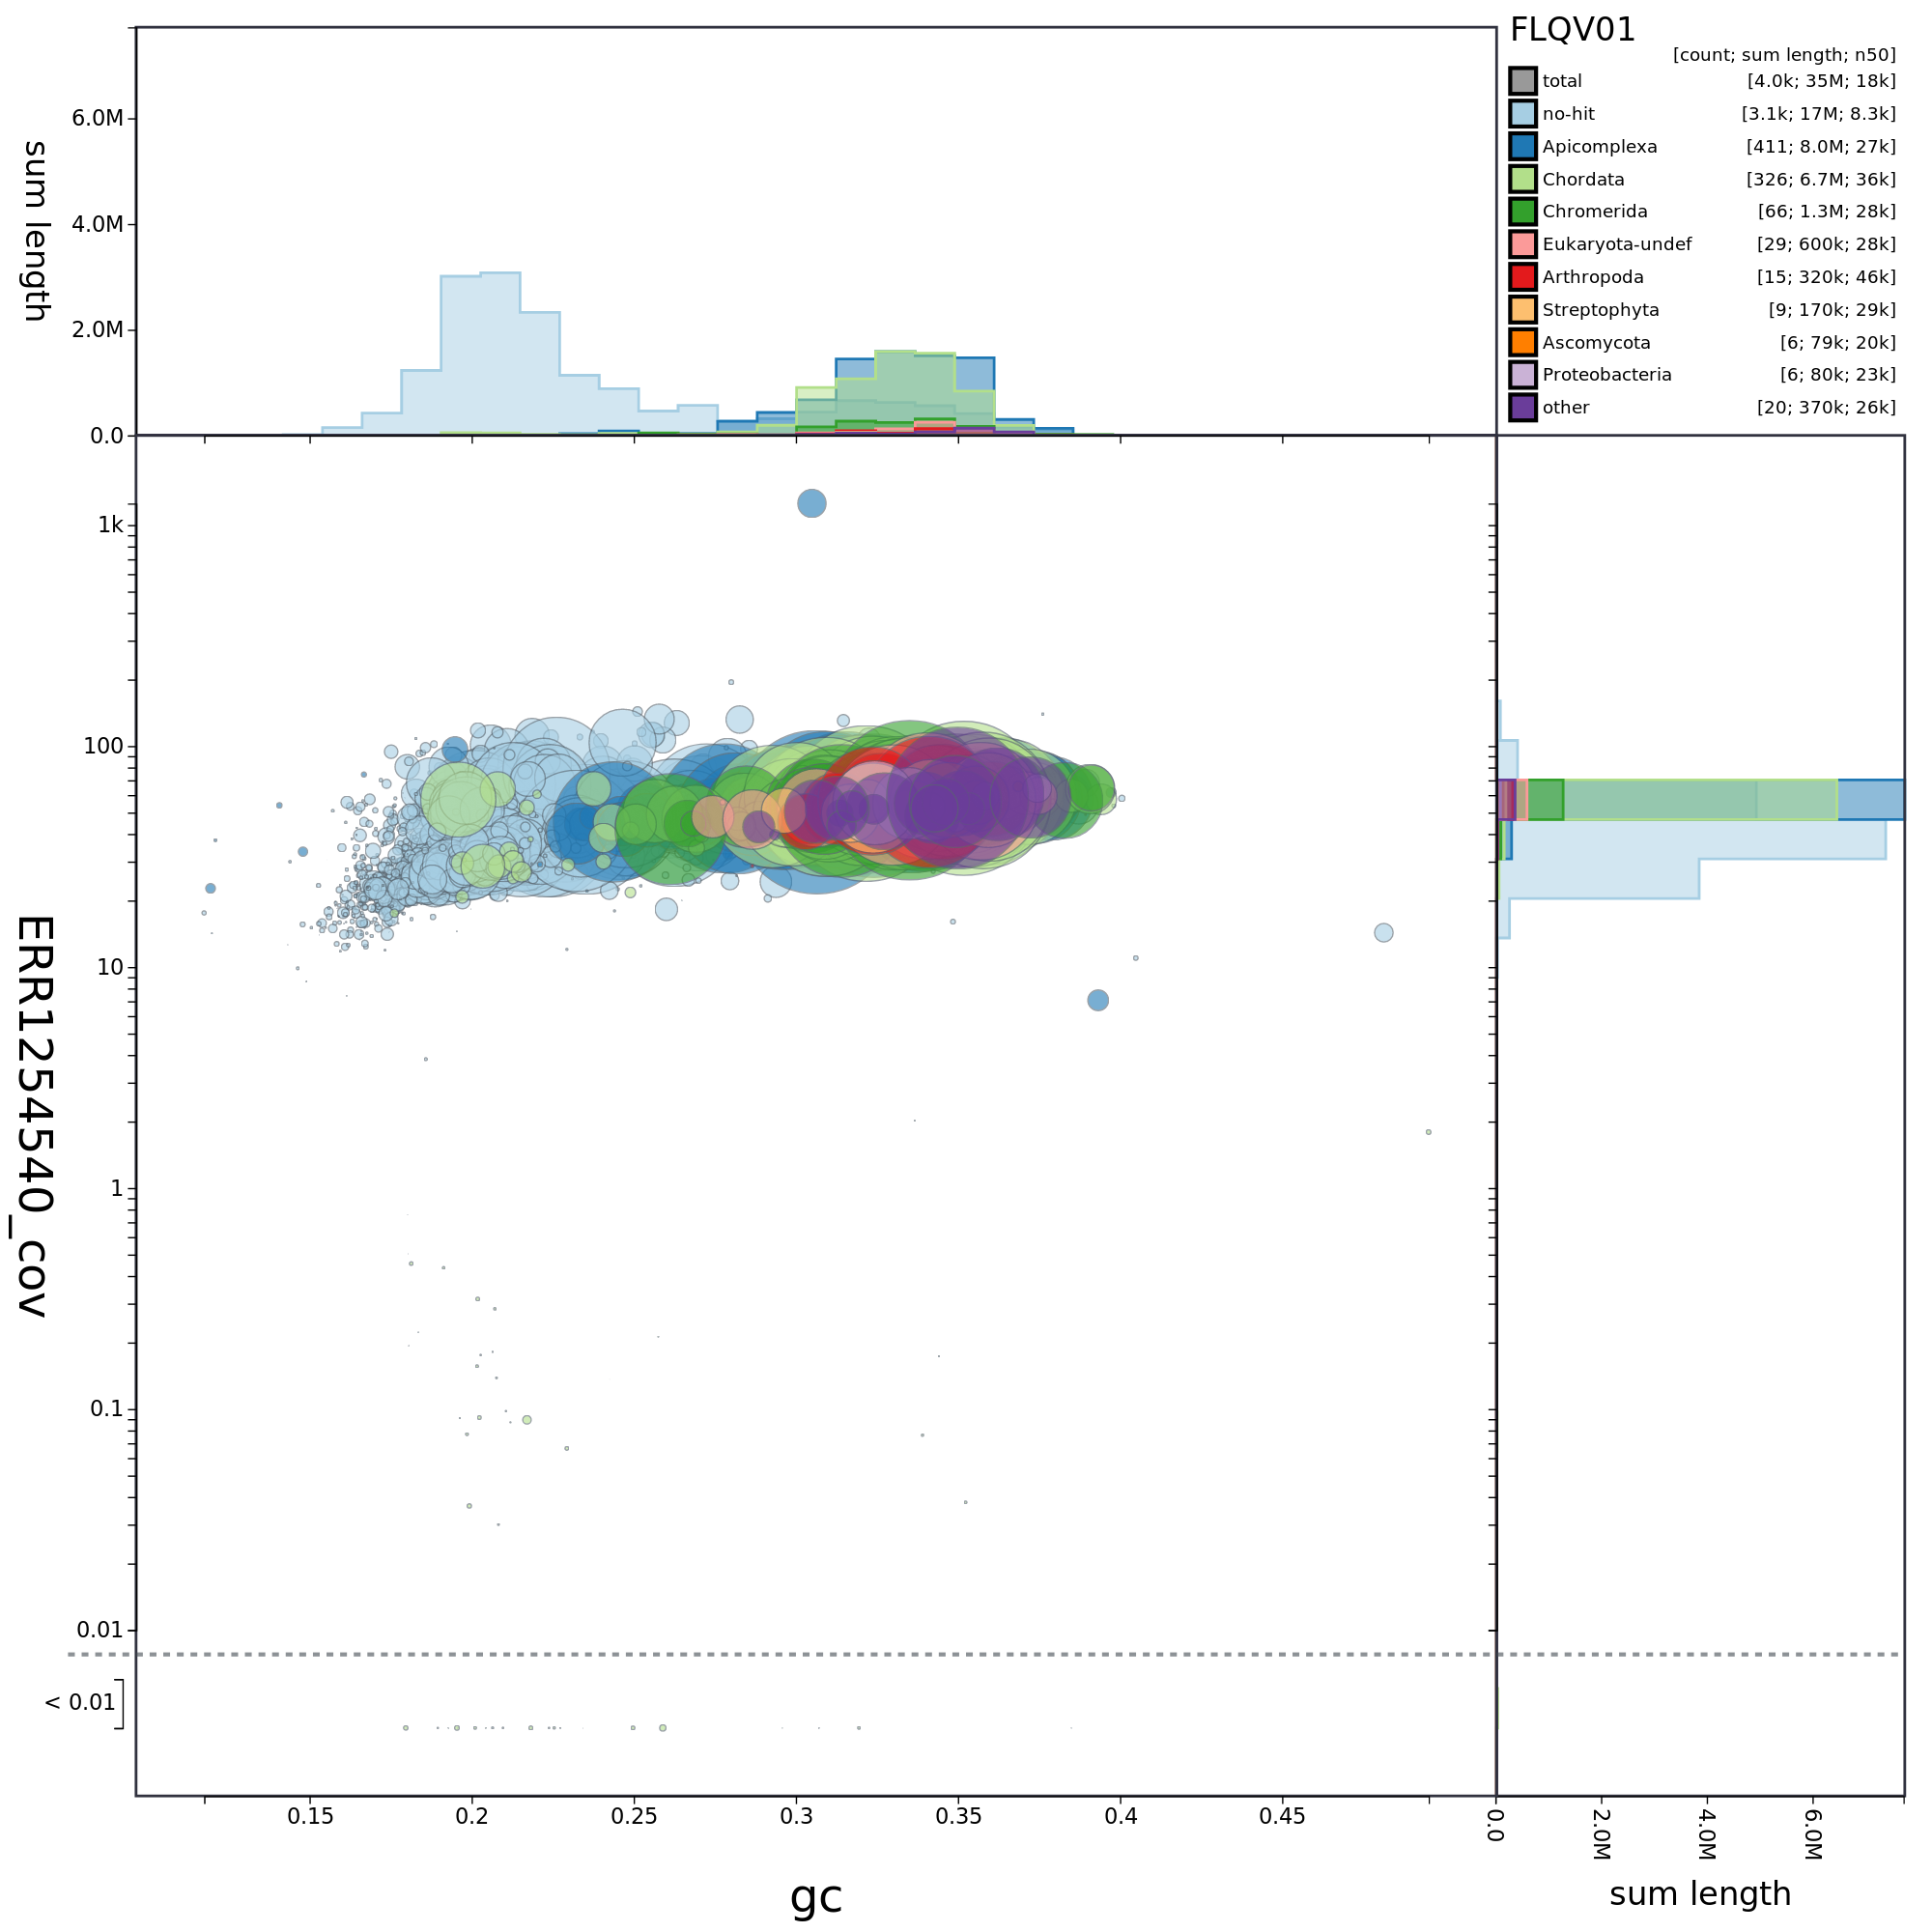 FLQV01
[count; sum length; n50]
total [4.0k; 35M; 18k]
no-hit [3.1k; 17M; 8.3k]
Apicomplexa [411; 8.0M; 27k]
Chordata [326; 6.7M; 36k]
Chromerida [66; 1.3M; 28k]
Eukaryota-undef [29; 600k; 28k]
Arthropoda [15; 320k; 46k]
Streptophyta [9; 170k; 29k]
Ascomycota [6; 79k; 20k]
Proteobacteria [6; 80k; 23k]
other [20; 370k; 26k]
sum length
6.0M
4.0M
2.0M
0.0
ERR1254540_cov
1k
100
10
1
0.1
0.01
< 0.01
0.15 0.2 0.25 0.3 0.35 0.4 0.45
gc
0.0 2.0M 4.0M 6.0M
sum length